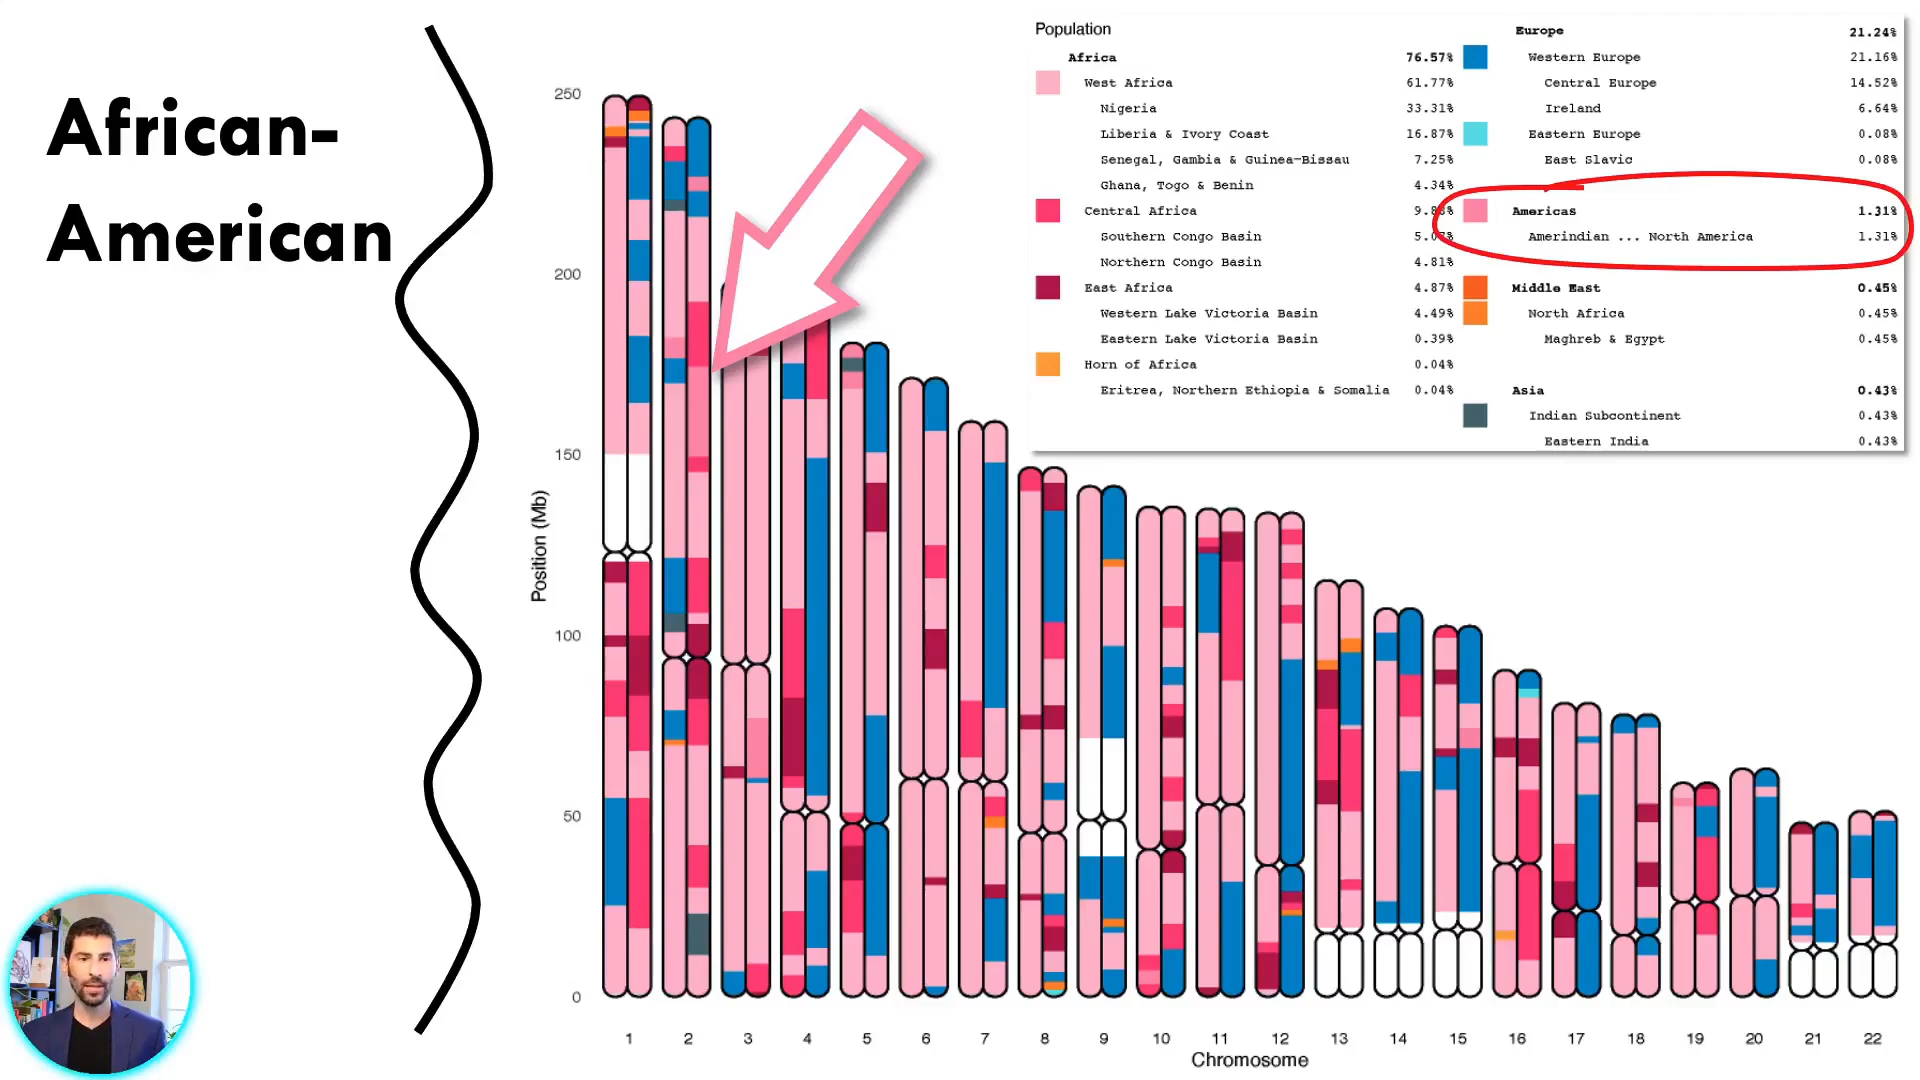 African-
American
Population
Africa 76.57%
West Africa 61.77%
Nigeria 33.31%
Liberia & Ivory Coast 16.87%
Senegal, Gambia & Guinea-Bissau 7.25%
Ghana, Togo & Benin 4.34%
Central Africa
Southern Congo Basin
Northern Congo Basin 4.81%
East Africa 4.87%
Western Lake Victoria Basin 4.49%
Eastern Lake Victoria Basin 0.39%
Horn of Africa 0.04%
Eritrea, Northern Ethiopia & Somalia 0.04%
Europe 21.24%
Western Europe 21.16%
Central Europe 14.52%
Ireland 6.64%
Eastern Europe 0.08%
East Slavic 0.08%
Americas 1.31%
Amerindian ... North America 1.31%
Middle East 0.45%
North Africa 0.45%
Maghreb & Egypt 0.45%
Asia 0.43%
Indian Subcontinent 0.43%
Eastern India 0.43%
250
200
150
100
50
0
Position (Mb)
1 2 3 4 5 6 7 8 9 10 11 12 13 14 15 16 17 18 19 20 21 22
Chromosome